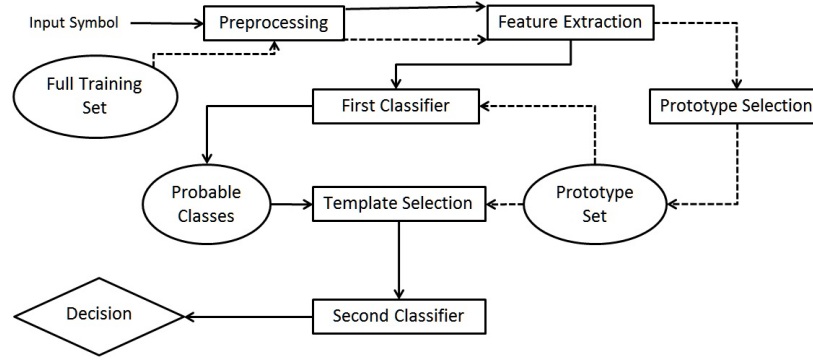 Input Symbol
Preprocessing
Feature Extraction
Full Training
Set
First Classifier
Prototype Selection
Probable
Classes
Template Selection
Prototype
Set
Decision
Second Classifier